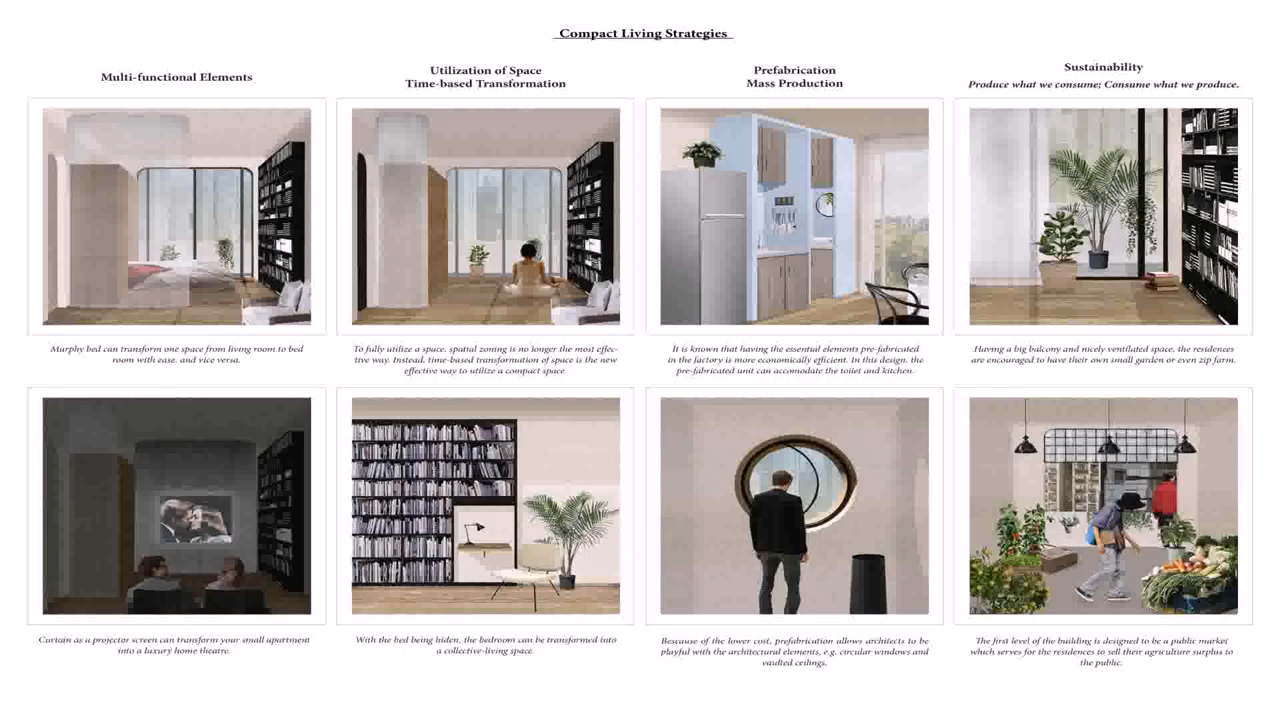 Compact Living Strategies
Multi-functional Elements
Utilization of Space
Time-based Transformation
Prefabrication
Mass Production
Sustainability
Produce what we consume; Consume what we produce.
Murphy bed can transform one space from living room to bed
room with ease. and vice versa.
To fully utilize a space. spatial zoning is no longer the most effec-
tive way. Instead. time-based transformation of space is the new
effective way to utilize a compact space.
It is known that having the essential elements pre-fabricated
in the factory is more economically efficient. In this design. the
pre-fabricated unit can accomodate the toilet and kitchen.
Having a big balcony and nicely ventilated space. the residences
are encouraged to have their own small garden or even zip farm.
Curtain as a projector screen can transform your small apartment
into a luxury home theatre.
With the bed being hiden, the bedroom can be transformed into
a collective-living space.
Bescause of the lower cost, prefabrication allows architects to be
playful with the architectural elements, e.g. circular windows and
vaulted ceilings.
The first level of the building is designed to be a public market
which serves for the residences to sell their agriculture surplus to
the public.